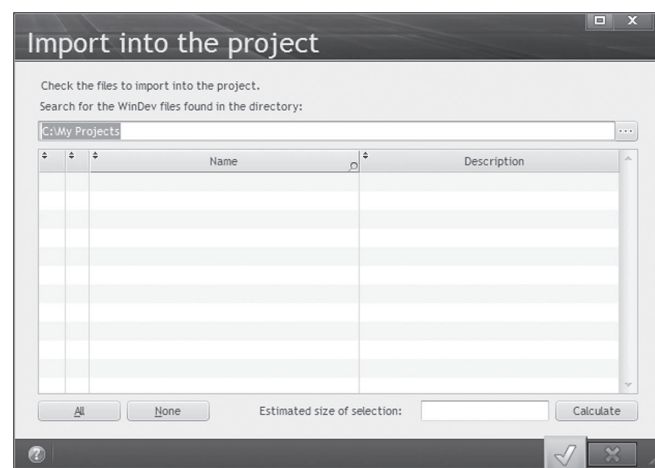 Import into the project
Check the files to import into the project.
Search for the WinDev files found in the directory:
C:\My Projects
...
Name Description
All None Estimated size of selection: Calculate